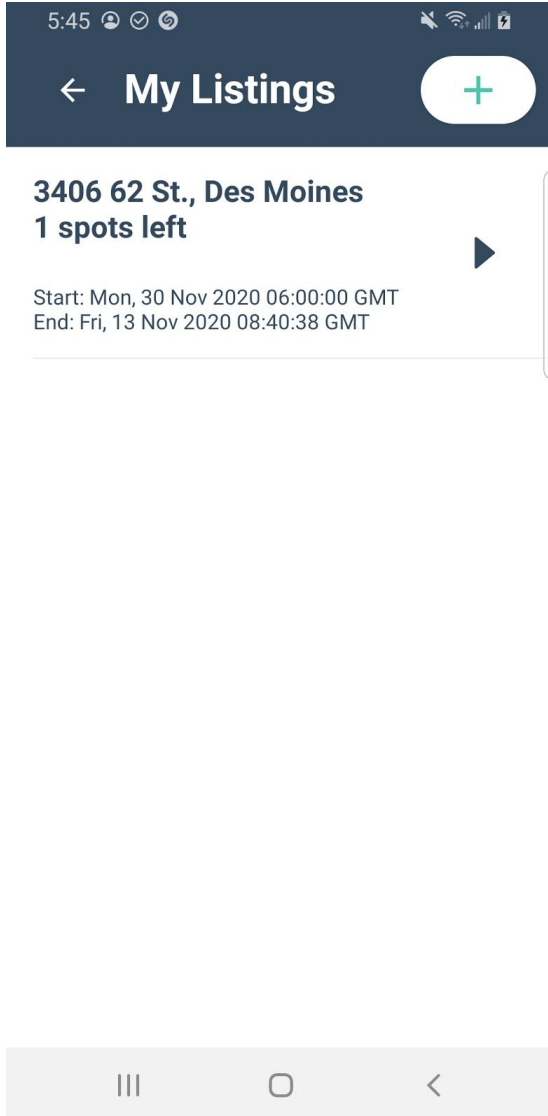 5:45
My Listings
3406 62 St., Des Moines
1 spots left
Start: Mon, 30 Nov 2020 06:00:00 GMT
End: Fri, 13 Nov 2020 08:40:38 GMT